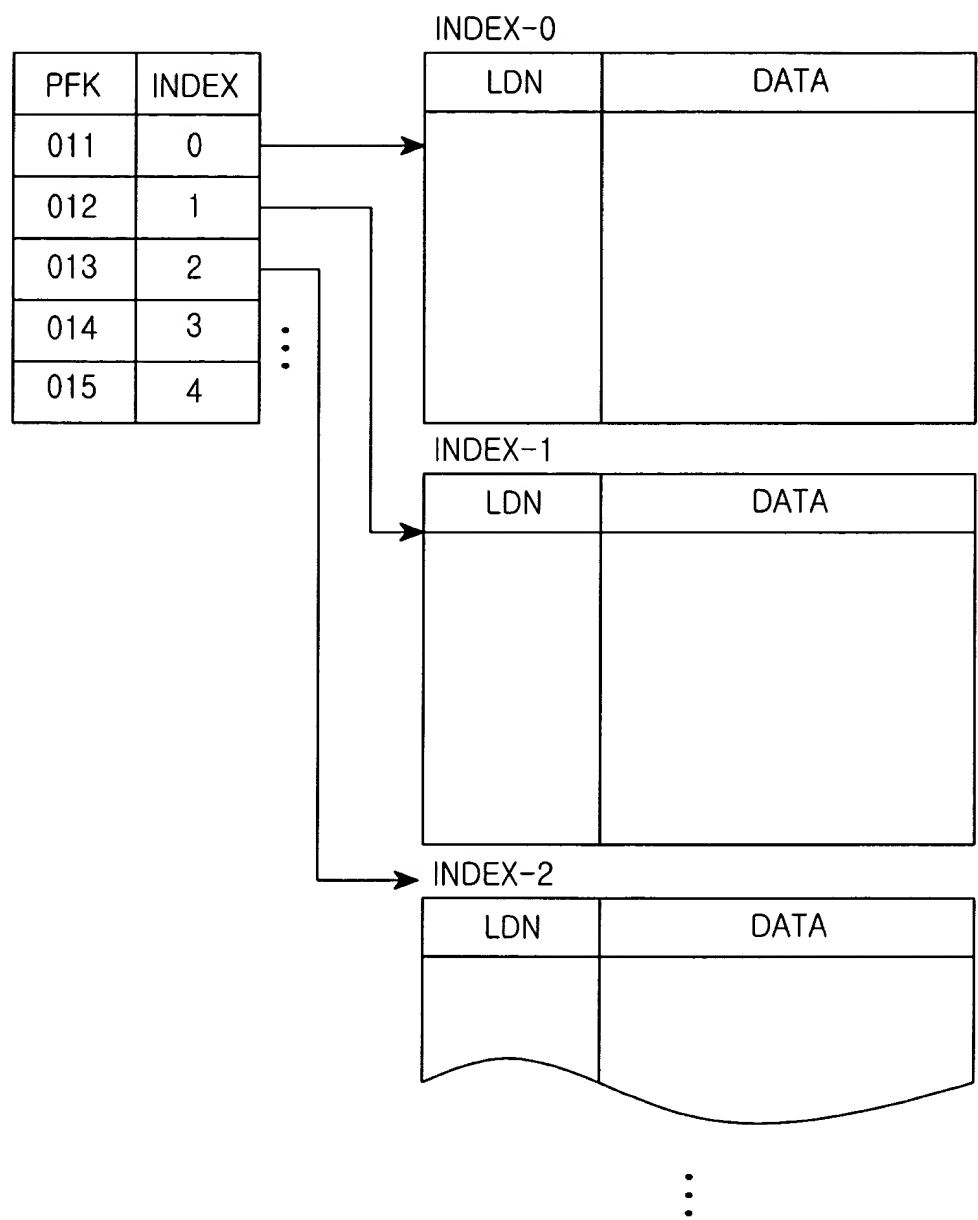 PFK INDEX
011 0
012 1
013 2
014 3
015 4
INDEX-0
LDN DATA
INDEX-1
LDN DATA
INDEX-2
LDN DATA